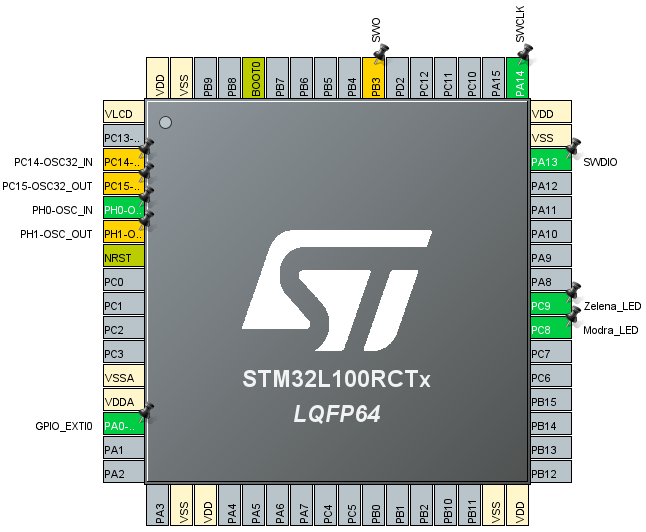 SWO
SWCLK
VDD
VSS
PB9
PB8
BOOT0
PB7
PB6
PB5
PB4
PB3
PD2
PC12
PC11
PC10
PA15
PA14
VLCD
PC13-..
PC14-OSC32_IN PC14-..
PC15-OSC32_OUT PC15-..
PH0-OSC_IN PH0-O..
PH1-OSC_OUT PH1-O..
NRST
PC0
PC1
PC2
PC3
VSSA
VDDA
GPIO_EXTI0 PA0-..
PA1
PA2
VDD
VSS
PA13 SWDIO
PA12
PA11
PA10
PA9
PA8
PC9 Zelena_LED
PC8 Modra_LED
PC7
PC6
PB15
PB14
PB13
PB12
ST
STM32L100RCTx
LQFP64
PA3
VSS
VDD
PA4
PA5
PA6
PA7
PC4
PC5
PB0
PB1
PB2
PB10
PB11
VSS
VDD